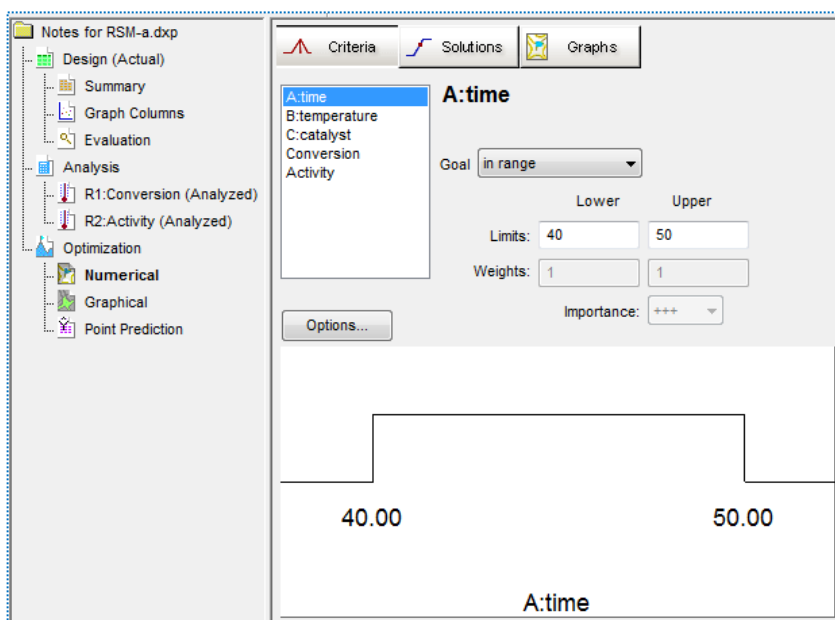 Notes for RSM-a.dxp
Design (Actual)
Summary
Graph Columns
Evaluation
Analysis
R1:Conversion (Analyzed)
R2:Activity (Analyzed)
Optimization
Numerical
Graphical
Point Prediction
Criteria Solutions Graphs
A:time
B:temperature
C:catalyst
Conversion
Activity
A:time
Goal in range
Lower Upper
Limits: 40 50
Weights: 1 1
Importance: +++
Options...
40.00 50.00
A:time